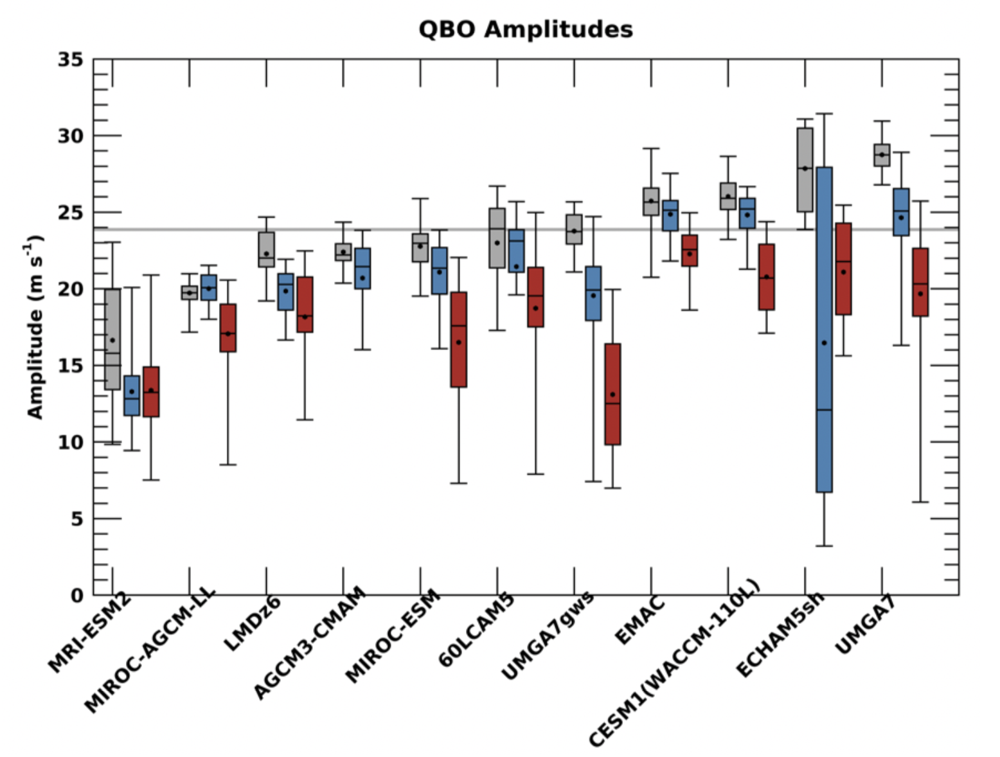 QBO Amplitudes
Amplitude (m s-1)
35
30
25
20
15
10
5
0
MRI-ESM2
MIROC-AGCM-LL
LMDz6
AGCM3-CMAM
MIROC-ESM
60LCAM5
UMGA7gws
EMAC
CESM1(WACCM-110L)
ECHAM5sh
UMGA7